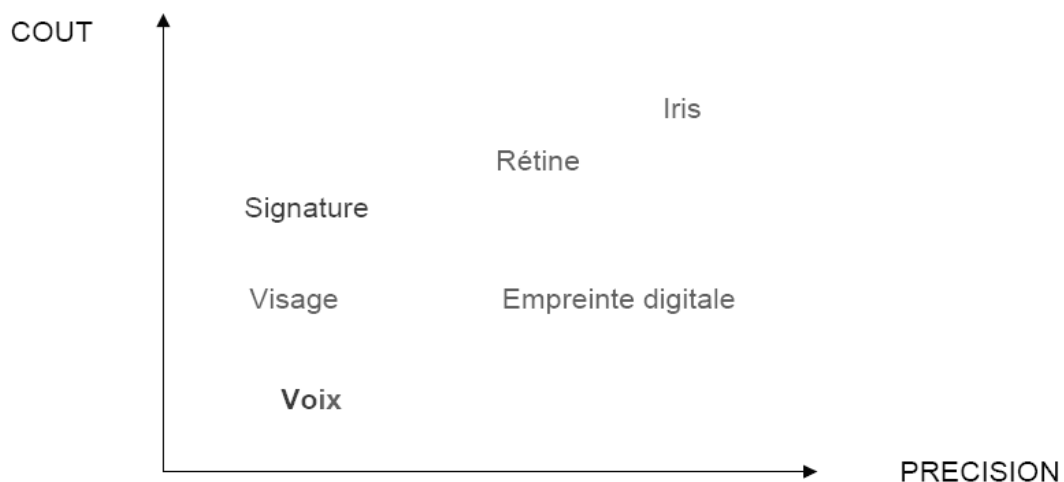 COUT
Iris
Rétine
Signature
Visage Empreinte digitale
Voix
PRECISION